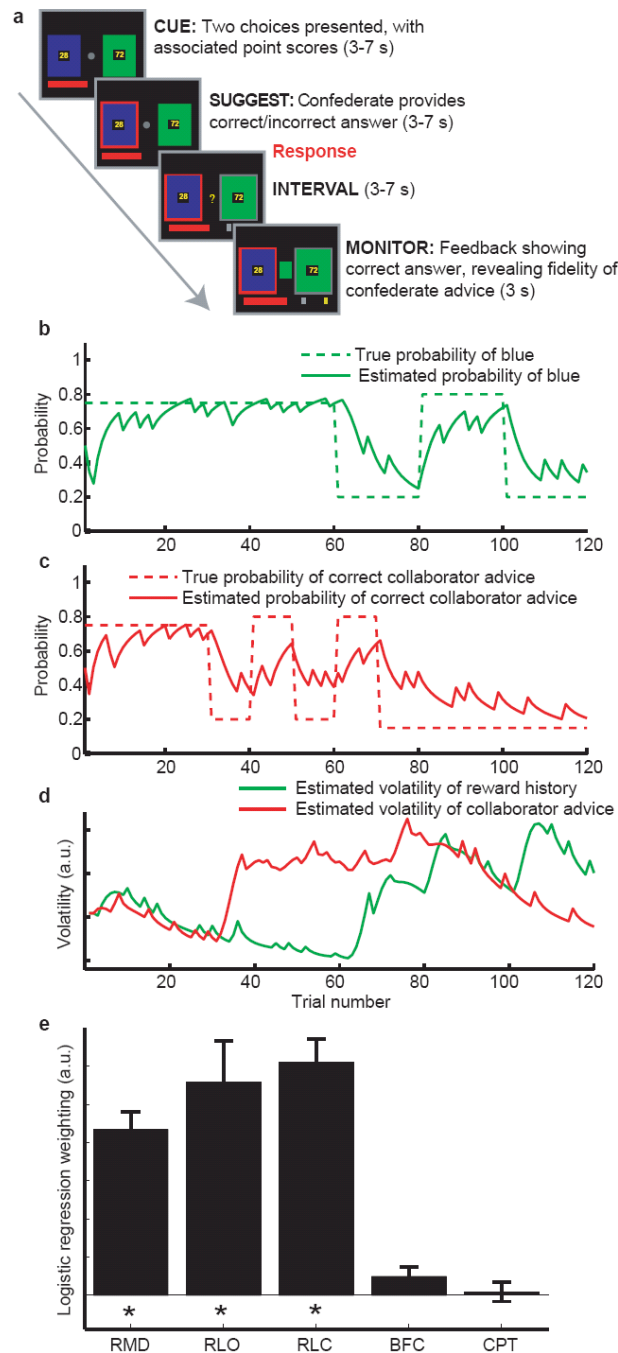 a
CUE: Two choices presented, with
associated point scores (3-7 s)
28 72
SUGGEST: Confederate provides
correct/incorrect answer (3-7 s)
28 72
Response
INTERVAL (3-7 s)
28 ? 72
MONITOR: Feedback showing
correct answer, revealing fidelity of
confederate advice (3 s)
28 72
b
True probability of blue
Estimated probability of blue
Probability
1
0.8
0.6
0.4
0.2
0
20 40 60 80 100 120
c
True probability of correct collaborator advice
Estimated probability of correct collaborator advice
Probability
1
0.8
0.6
0.4
0.2
0
20 40 60 80 100 120
d
Estimated volatility of reward history
Estimated volatility of collaborator advice
Volatility (a.u.)
20 40 60 80 100 120
Trial number
e
Logistic regression weighting (a.u.)
* * *
RMD RLO RLC BFC CPT